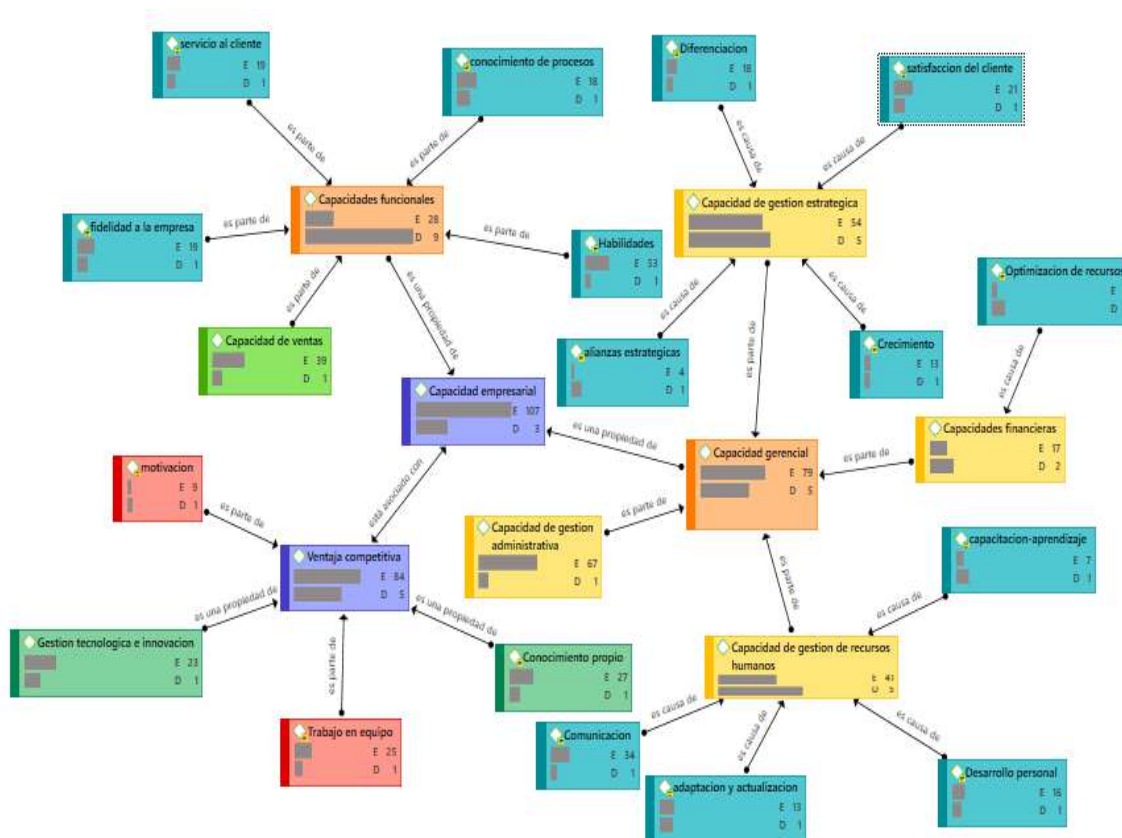 servicio al cliente
E 19
D 1
conocimiento de procesos
E 18
D 1
Diferenciacion
E 18
D 1
satisfaccion del cliente
E 21
D 1
es parte de
es parte de
es causa de
es causa de
Capacidades funcionales
E 28
D 9
Capacidad de gestion estrategica
E 54
D 5
fidelidad a la empresa
E 19
D 1
es parte de
es parte de
Habilidades
E 53
D 1
Optimizacion de recursos
E
D
es parte de
es una propiedad de
es causa de
es causa de
es parte de
es causa de
Capacidad de ventas
E 39
D 1
alianzas estrategicas
E 4
D 1
Crecimiento
E 13
D 1
Capacidad empresarial
E 107
D 3
es una propiedad de
Capacidades financieras
E 17
D 2
es parte de
Capacidad gerencial
E 79
D 5
motivacion
E 9
D 1
está asociado con
es parte de
Capacidad de gestion
administrativa
E 67
D 1
es parte de
capacitacion-aprendizaje
E 7
D 1
Ventaja competitiva
E 84
D 5
es una propiedad de
es una propiedad de
es parte de
es causa de
Gestion tecnologica e innovacion
E 23
D 1
es parte de
Conocimiento propio
E 27
D 1
Capacidad de gestion de recursos
humanos
E
D 5
es causa de
es causa de
es causa de
Trabajo en equipo
E 25
D 1
Comunicacion
E 34
D 1
adaptacion y actualizacion
E 13
D 1
Desarrollo personal
E 16
D 1